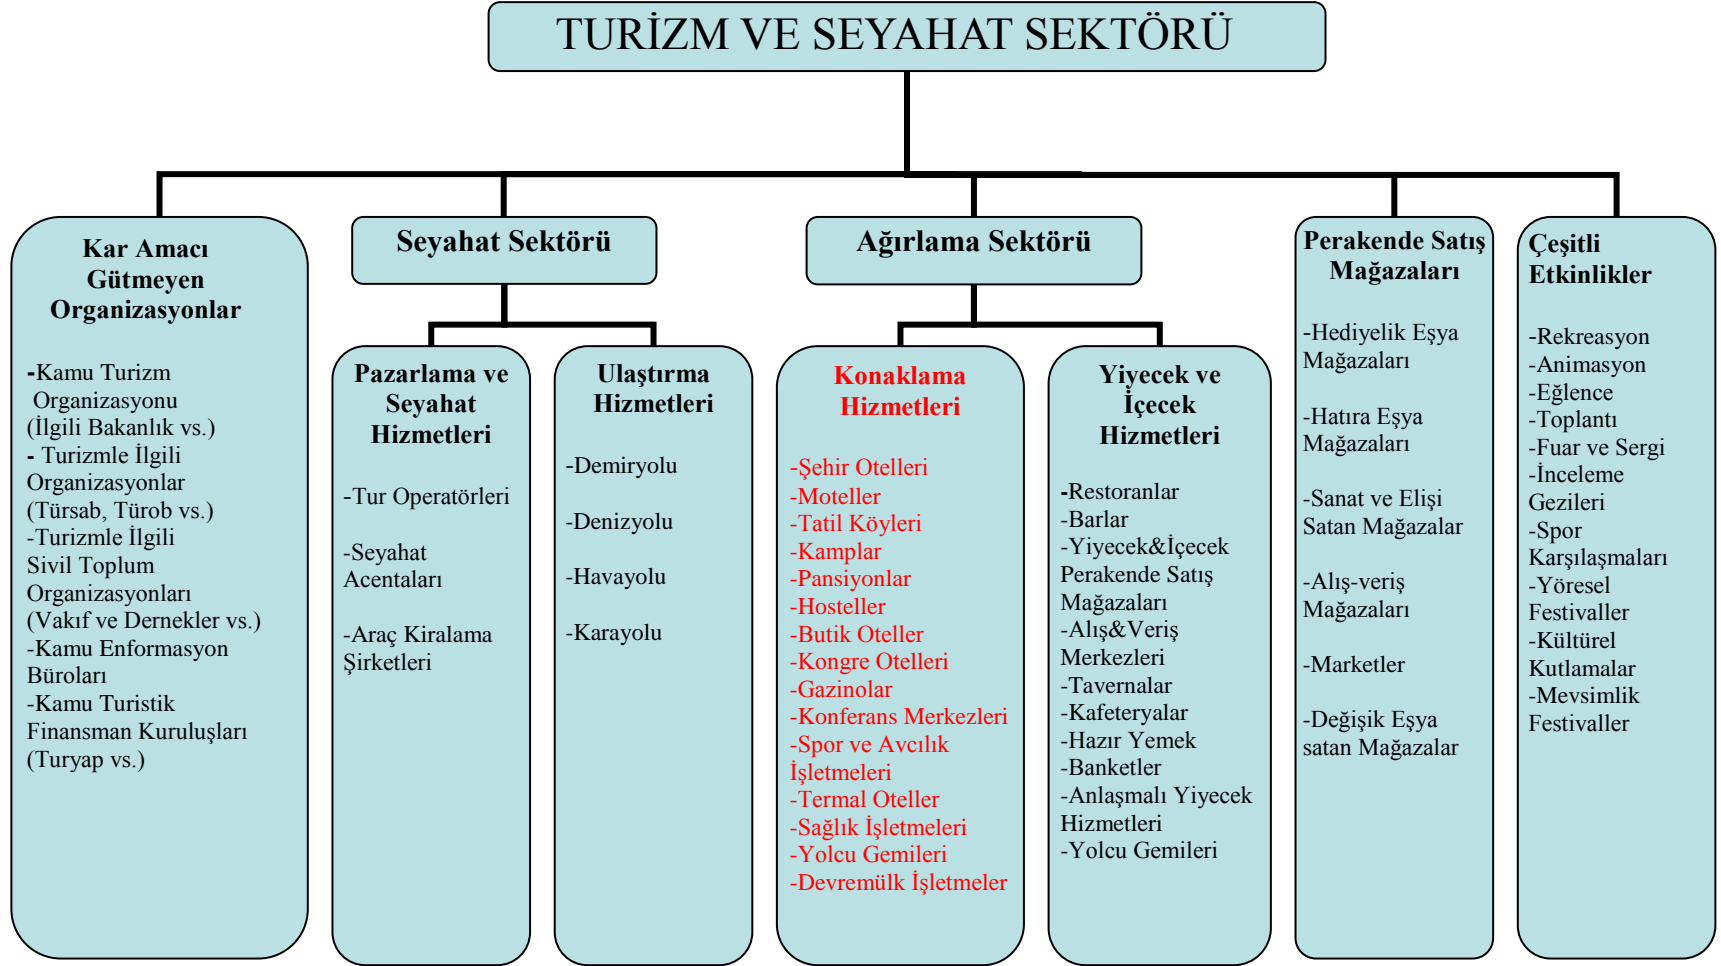 TURİZM VE SEYAHAT SEKTÖRÜ
Kar Amacı
Gütmeyen
Organizasyonlar
-Kamu Turizm
Organizasyonu
(İlgili Bakanlık vs.)
- Turizmle İlgili
Organizasyonlar
(Türsab, Türob vs.)
-Turizmle İlgili
Sivil Toplum
Organizasyonları
(Vakıf ve Dernekler vs.)
-Kamu Enformasyon
Büroları
-Kamu Turistik
Finansman Kuruluşları
(Turyap vs.)
Seyahat Sektörü
Pazarlama ve
Seyahat
Hizmetleri
-Tur Operatörleri
-Seyahat
Acentaları
-Araç Kiralama
Şirketleri
Ulaştırma
Hizmetleri
-Demiryolu
-Denizyolu
-Havayolu
-Karayolu
Ağırlama Sektörü
Konaklama
Hizmetleri
-Şehir Otelleri
-Moteller
-Tatil Köyleri
-Kamplar
-Pansiyonlar
-Hosteller
-Butik Oteller
-Kongre Otelleri
-Gazinolar
-Konferans Merkezleri
-Spor ve Avcılık
İşletmeleri
-Termal Oteller
-Sağlık İşletmeleri
-Yolcu Gemileri
-Devremülk İşletmeler
Yiyecek ve
İçecek
Hizmetleri
-Restoranlar
-Barlar
-Yiyecek&İçecek
Perakende Satış
Mağazaları
-Alış&Veriş
Merkezleri
-Tavernalar
-Kafeteryalar
-Hazır Yemek
-Banketler
-Anlaşmalı Yiyecek
Hizmetleri
-Yolcu Gemileri
Perakende Satış
Mağazaları
-Hediyelik Eşya
Mağazaları
-Hatıra Eşya
Mağazaları
-Sanat ve Elişi
Satan Mağazalar
-Alış-veriş
Mağazaları
-Marketler
-Değişik Eşya
satan Mağazalar
Çeşitli
Etkinlikler
-Rekreasyon
-Animasyon
-Eğlence
-Toplantı
-Fuar ve Sergi
-İnceleme
Gezileri
-Spor
Karşılaşmaları
-Yöresel
Festivaller
-Kültürel
Kutlamalar
-Mevsimlik
Festivaller